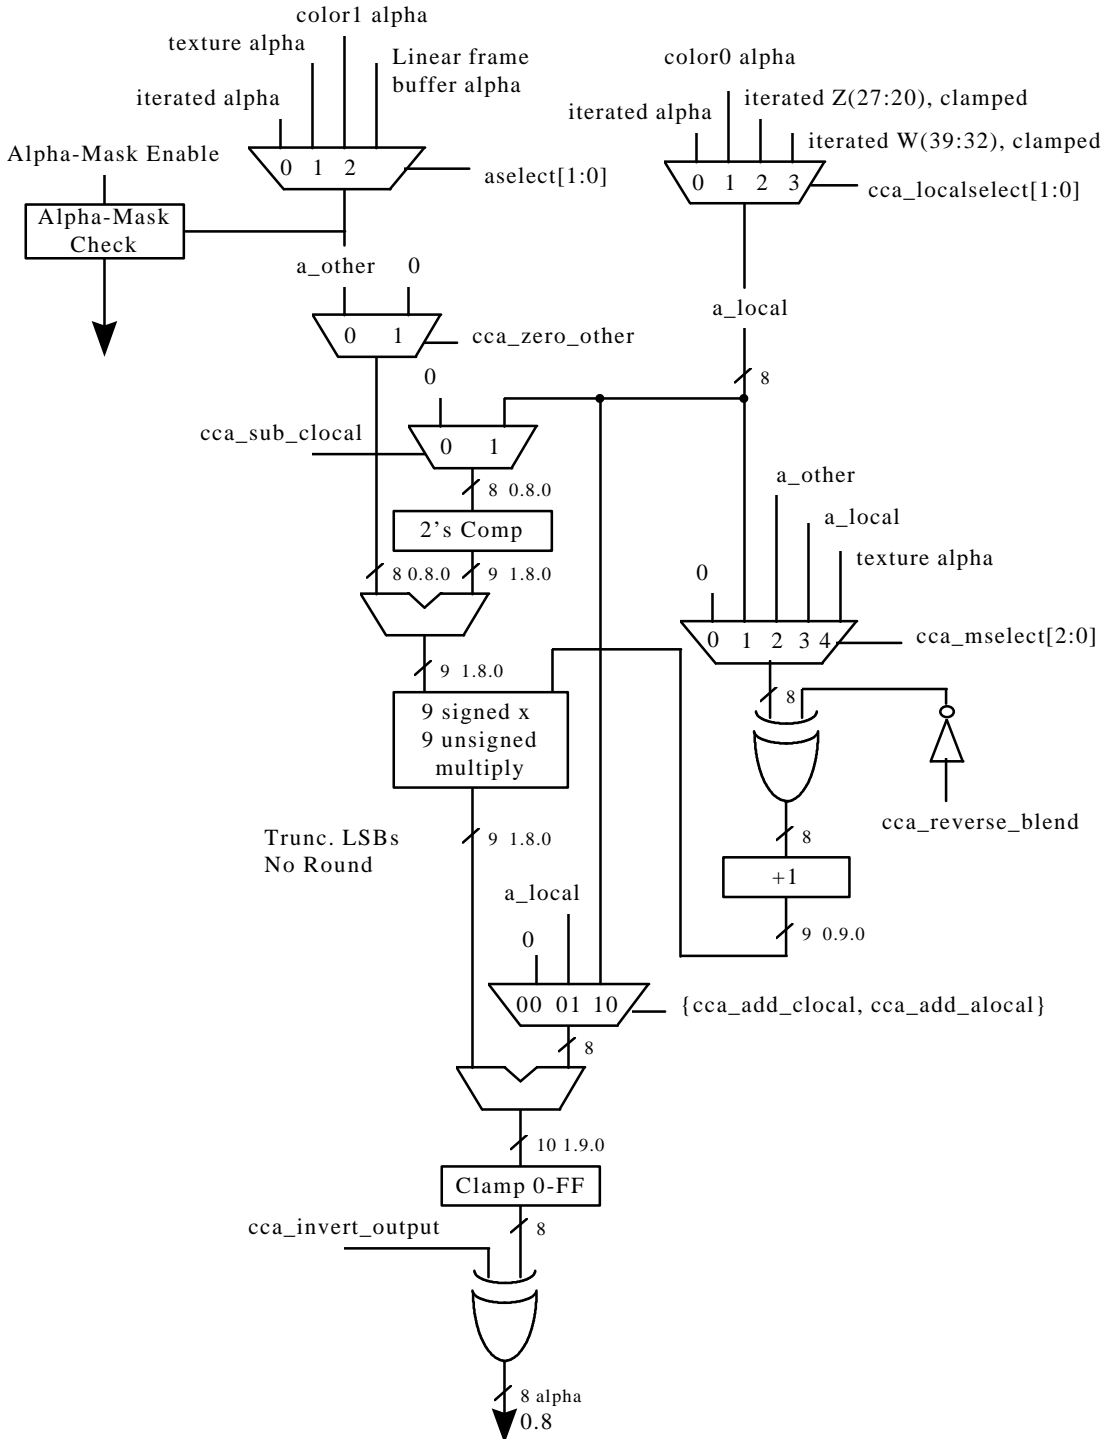 color1 alpha
texture alpha
Linear frame
buffer alpha
iterated alpha
color0 alpha
iterated alpha
iterated Z(27:20), clamped
iterated W(39:32), clamped
Alpha-Mask Enable
0 1 2
aselect[1:0]
0 1 2 3
cca_localselect[1:0]
Alpha-Mask
Check
a_other 0
a_local
0 1
cca_zero_other
0
8
cca_sub_clocal
0 1
8 0.8.0
2's Comp
8 0.8.0
9 1.8.0
a_other
a_local
texture alpha
0
0 1 2 3 4
cca_mselect[2:0]
9 1.8.0
8
9 signed x
9 unsigned
multiply
cca_reverse_blend
Trunc. LSBs
No Round
9 1.8.0
8
+1
9 0.9.0
a_local
0
00 01 10
{cca_add_clocal, cca_add_alocal}
8
10 1.9.0
Clamp 0-FF
cca_invert_output
8
8 alpha
0.8